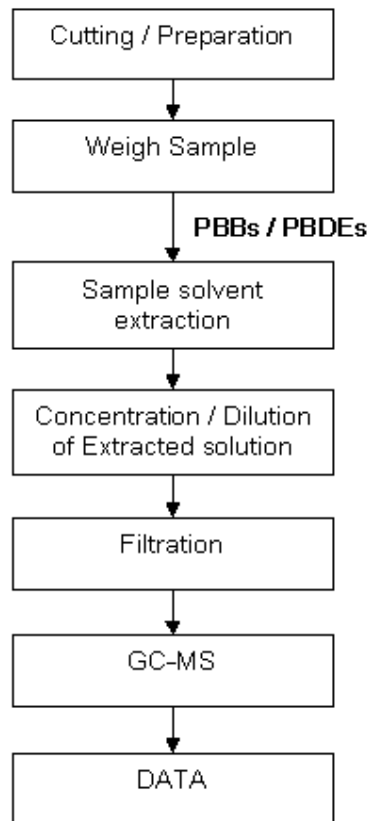 Cutting / Preparation
Weigh Sample
PBBs / PBDEs
Sample solvent
extraction
Concentration / Dilution
of Extracted solution
Filtration
GC-MS
DATA